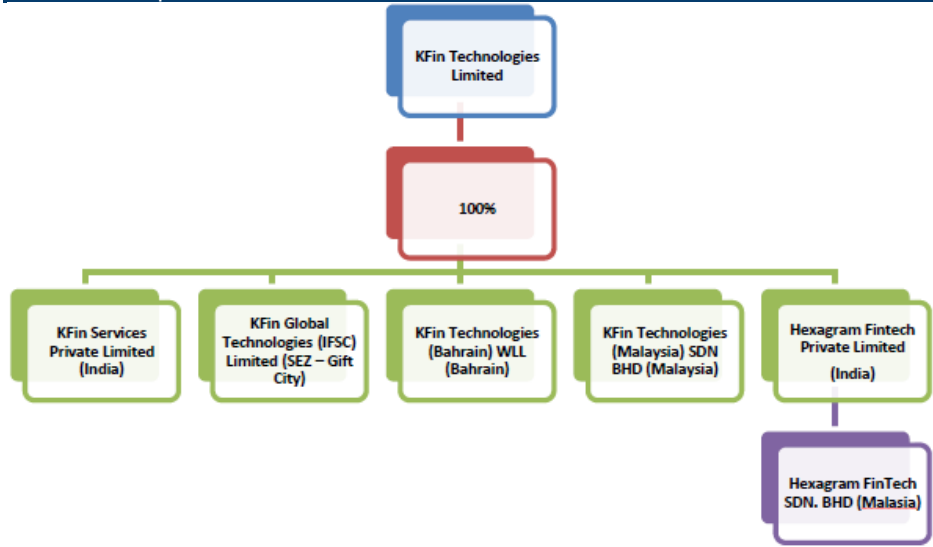 KFin Technologies
Limited
100%
KFin Services
Private Limited
(India)
KFin Global
Technologies (IFSC)
Limited (SEZ – Gift
City)
KFin Technologies
(Bahrain) WLL
(Bahrain)
KFin Technologies
(Malaysia) SDN
BHD (Malaysia)
Hexagram Fintech
Private Limited
(India)
Hexagram FinTech
SDN. BHD (Malasia)